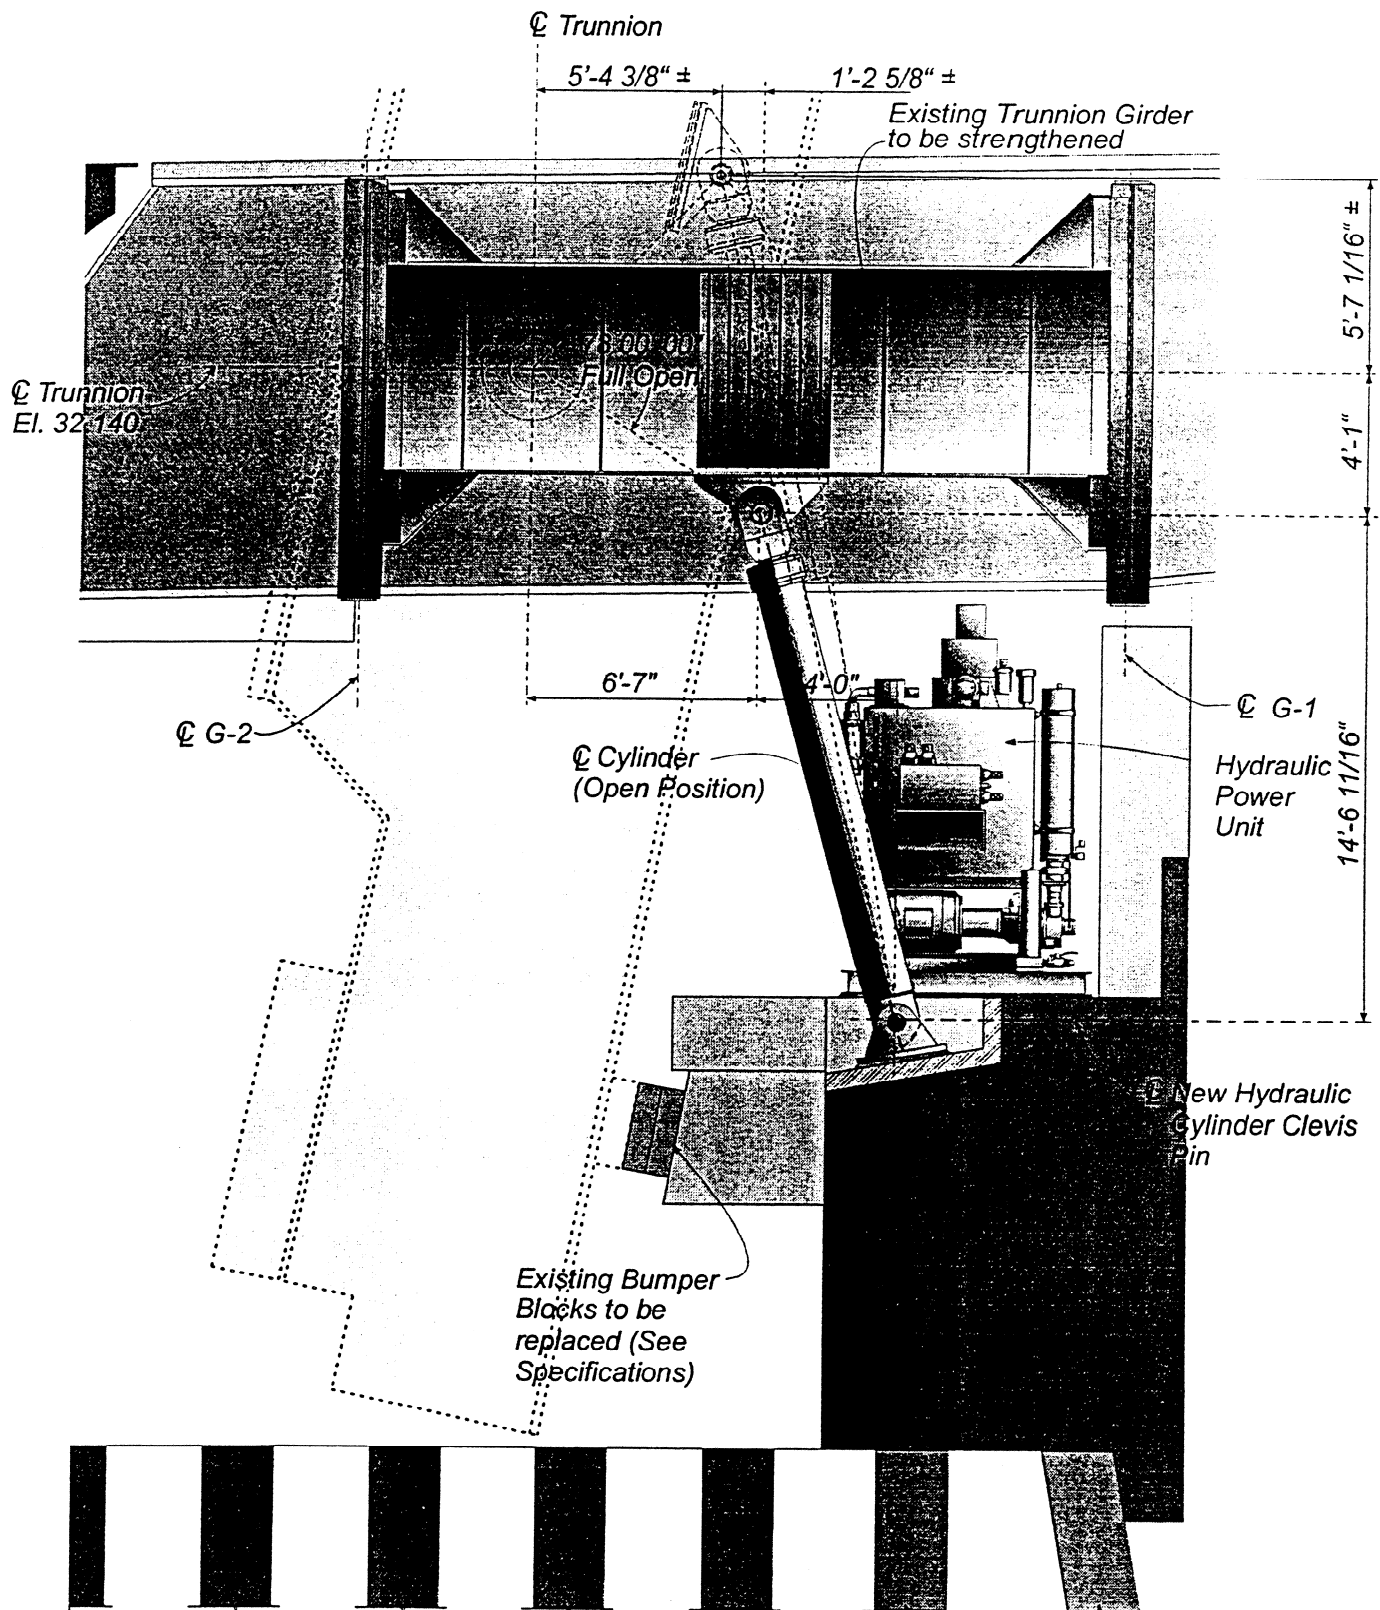 ℄ Trunnion
5'-4 3/8" ±
1'-2 5/8" ±
Existing Trunnion Girder
to be strengthened
5'-7 1/16" ±
Full Open
℄ Trunnion
El. 32.140
4'-1"
6'-7"
4'-0"
℄ G-2
℄ G-1
℄ Cylinder
(Open Position)
Hydraulic
Power
Unit
14'-6 11/16"
℄ New Hydraulic
Cylinder Clevis
Pin
Existing Bumper
Blocks to be
replaced (See
Specifications)